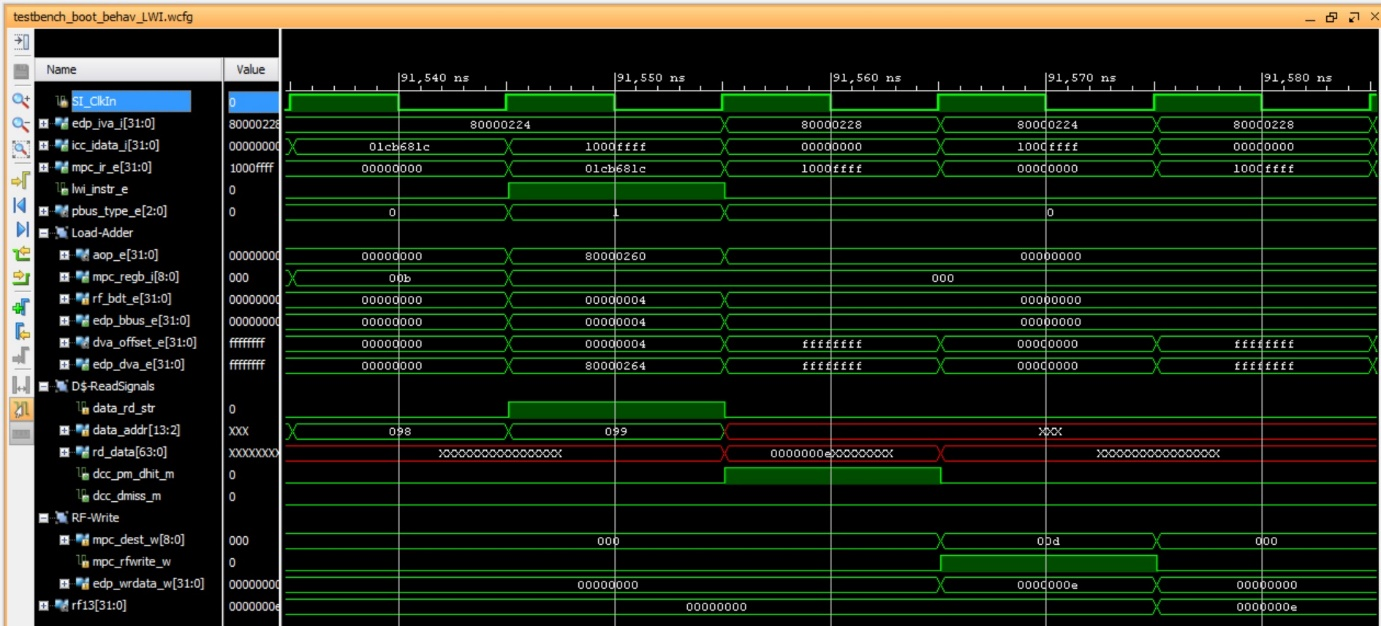 testbench_boot_behav_LWI.wcfg
Name Value
91,540 ns 91,550 ns 91,560 ns 91,570 ns 91,580 ns
SI_ClkIn 0
edp_iva_i[31:0] 80000228 80000224 80000228 80000224 80000228
icc_idata_i[31:0] 00000000 01cb681c 1000ffff 00000000 1000ffff 00000000
mpc_ir_e[31:0] 1000ffff 00000000 01cb681c 1000ffff 00000000 1000ffff
lwi_instr_e 0
pbus_type_e[2:0] 0 0 1 0
Load-Adder
aop_e[31:0] 00000000 00000000 80000260 00000000
mpc_regb_i[8:0] 000 00b 000
rf_bdt_e[31:0] 00000000 00000000 00000004 00000000
edp_bbus_e[31:0] 00000000 00000000 00000004 00000000
dva_offset_e[31:0] ffffffff 00000000 00000004 ffffffff 00000000 ffffffff
edp_dva_e[31:0] ffffffff 00000000 80000264 ffffffff 00000000 ffffffff
D$-ReadSignals
data_rd_str 0
data_addr[13:2] XXX 098 099 XXX
rd_data[63:0] XXXXXXXX XXXXXXXXXXXXXXXX 0000000eXXXXXXXX XXXXXXXXXXXXXXXX
dcc_pm_dhit_m 0
dcc_dmiss_m 0
RF-Write
mpc_dest_w[8:0] 000 000 00d 000
mpc_rfwrite_w 0
edp_wrdata_w[31:0] 00000000 00000000 0000000e 00000000
rf13[31:0] 0000000e 00000000 0000000e